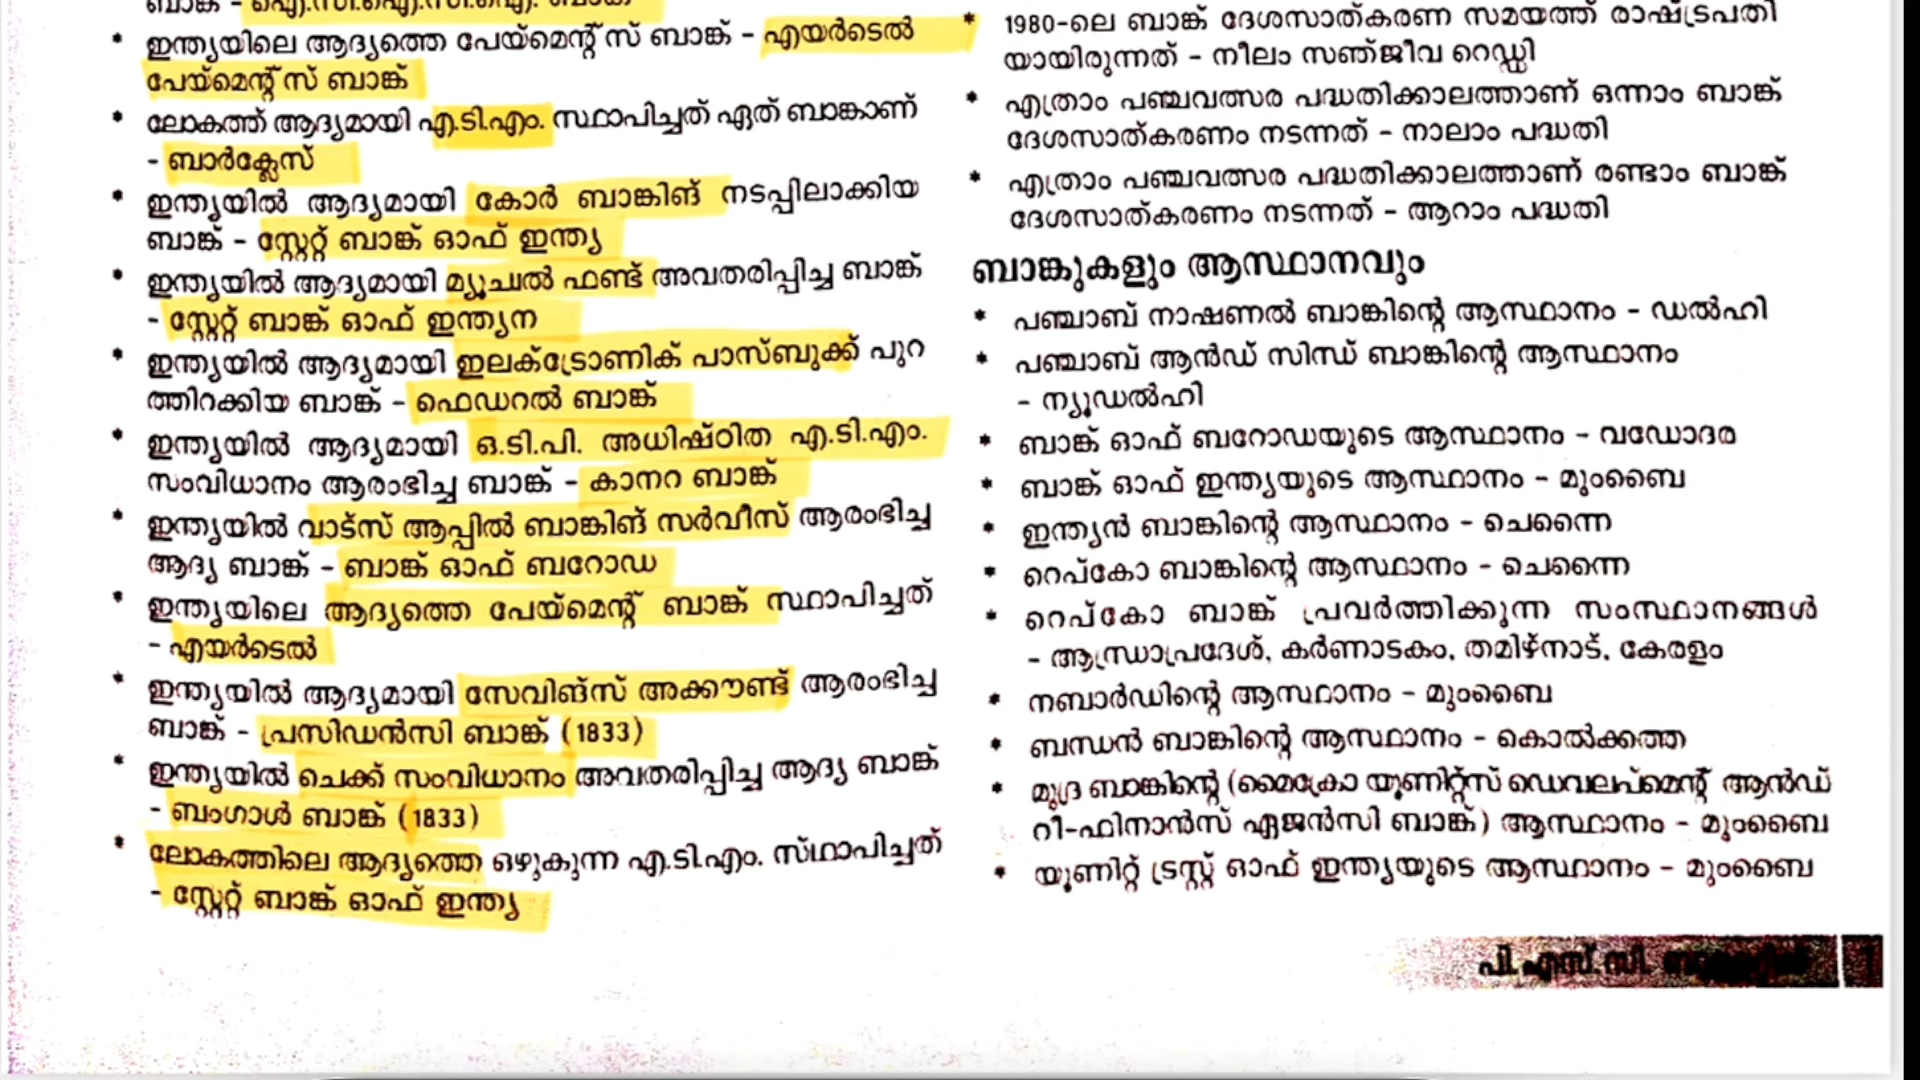 ബാങ്ക് - ഐ.സി.ഐ.സി.ഐ. ബാങ്ക്
* ഇന്ത്യയിലെ ആദ്യത്തെ പേയ്മെന്റ്സ് ബാങ്ക് - എയർടെൽ
പേയ്മെന്റ്സ് ബാങ്ക്
* ലോകത്ത് ആദ്യമായി എ.ടി.എം. സ്ഥാപിച്ചത് ഏത് ബാങ്കാണ്
- ബാർക്ലേസ്
* ഇന്ത്യയിൽ ആദ്യമായി കോർ ബാങ്കിങ് നടപ്പിലാക്കിയ
ബാങ്ക് - സ്റ്റേറ്റ് ബാങ്ക് ഓഫ് ഇന്ത്യ
* ഇന്ത്യയിൽ ആദ്യമായി മ്യൂച്വൽ ഫണ്ട് അവതരിപ്പിച്ച ബാങ്ക്
- സ്റ്റേറ്റ് ബാങ്ക് ഓഫ് ഇന്ത്യന
* ഇന്ത്യയിൽ ആദ്യമായി ഇലക്ട്രോണിക് പാസ്ബുക്ക് പുറ
ത്തിറക്കിയ ബാങ്ക് - ഫെഡറൽ ബാങ്ക്
* ഇന്ത്യയിൽ ആദ്യമായി ഒ.ടി.പി. അധിഷ്ഠിത എ.ടി.എം.
സംവിധാനം ആരംഭിച്ച ബാങ്ക് - കാനറ ബാങ്ക്
* ഇന്ത്യയിൽ വാട്സ് ആപ്പിൽ ബാങ്കിങ് സർവീസ് ആരംഭിച്ച
ആദ്യ ബാങ്ക് - ബാങ്ക് ഓഫ് ബറോഡ
* ഇന്ത്യയിലെ ആദ്യത്തെ പേയ്മെന്റ് ബാങ്ക് സ്ഥാപിച്ചത്
- എയർടെൽ
* ഇന്ത്യയിൽ ആദ്യമായി സേവിങ്സ് അക്കൗണ്ട് ആരംഭിച്ച
ബാങ്ക് - പ്രസിഡൻസി ബാങ്ക് (1833)
* ഇന്ത്യയിൽ ചെക്ക് സംവിധാനം അവതരിപ്പിച്ച ആദ്യ ബാങ്ക്
- ബംഗാൾ ബാങ്ക് (1833)
* ലോകത്തിലെ ആദ്യത്തെ ഒഴുകുന്ന എ.ടി.എം. സ്ഥാപിച്ചത്
- സ്റ്റേറ്റ് ബാങ്ക് ഓഫ് ഇന്ത്യ
* 1980-ലെ ബാങ്ക് ദേശസാത്കരണ സമയത്ത് രാഷ്ട്രപതി
യായിരുന്നത് - നീലം സഞ്ജീവ റെഡ്ഡി
* എത്രാം പഞ്ചവത്സര പദ്ധതിക്കാലത്താണ് ഒന്നാം ബാങ്ക്
ദേശസാത്കരണം നടന്നത് - നാലാം പദ്ധതി
* എത്രാം പഞ്ചവത്സര പദ്ധതിക്കാലത്താണ് രണ്ടാം ബാങ്ക്
ദേശസാത്കരണം നടന്നത് - ആറാം പദ്ധതി
ബാങ്കുകളും ആസ്ഥാനവും
* പഞ്ചാബ് നാഷണൽ ബാങ്കിന്റെ ആസ്ഥാനം - ഡൽഹി
* പഞ്ചാബ് ആൻഡ് സിന്ധ് ബാങ്കിന്റെ ആസ്ഥാനം
- ന്യൂഡൽഹി
* ബാങ്ക് ഓഫ് ബറോഡയുടെ ആസ്ഥാനം - വഡോദര
* ബാങ്ക് ഓഫ് ഇന്ത്യയുടെ ആസ്ഥാനം - മുംബൈ
* ഇന്ത്യൻ ബാങ്കിന്റെ ആസ്ഥാനം - ചെന്നൈ
* റെപ്കോ ബാങ്കിന്റെ ആസ്ഥാനം - ചെന്നൈ
* റെപ്കോ ബാങ്ക് പ്രവർത്തിക്കുന്ന സംസ്ഥാനങ്ങൾ
- ആന്ധ്രാപ്രദേശ്, കർണാടകം, തമിഴ്നാട്, കേരളം
* നബാർഡിന്റെ ആസ്ഥാനം - മുംബൈ
* ബന്ധൻ ബാങ്കിന്റെ ആസ്ഥാനം - കൊൽക്കത്ത
* മുദ്ര ബാങ്കിന്റെ (മൈക്രോ യൂണിറ്റ്സ് ഡെവലപ്മെന്റ് ആൻഡ്
റീ-ഫിനാൻസ് ഏജൻസി ബാങ്ക്) ആസ്ഥാനം - മുംബൈ
* യൂണിറ്റ് ട്രസ്റ്റ് ഓഫ് ഇന്ത്യയുടെ ആസ്ഥാനം - മുംബൈ
പി.എസ്.സി.